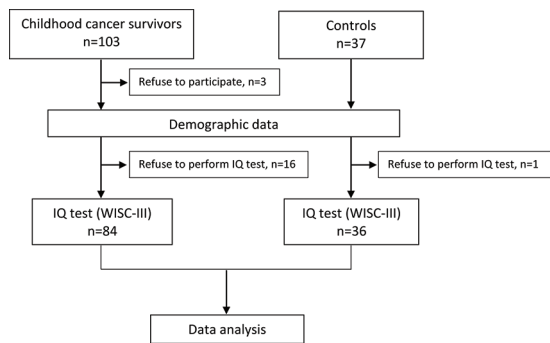 Childhood cancer survivors
n=103
Controls
n=37
Refuse to participate, n=3
Demographic data
Refuse to perform IQ test, n=16
Refuse to perform IQ test, n=1
IQ test (WISC-III)
n=84
IQ test (WISC-III)
n=36
Data analysis